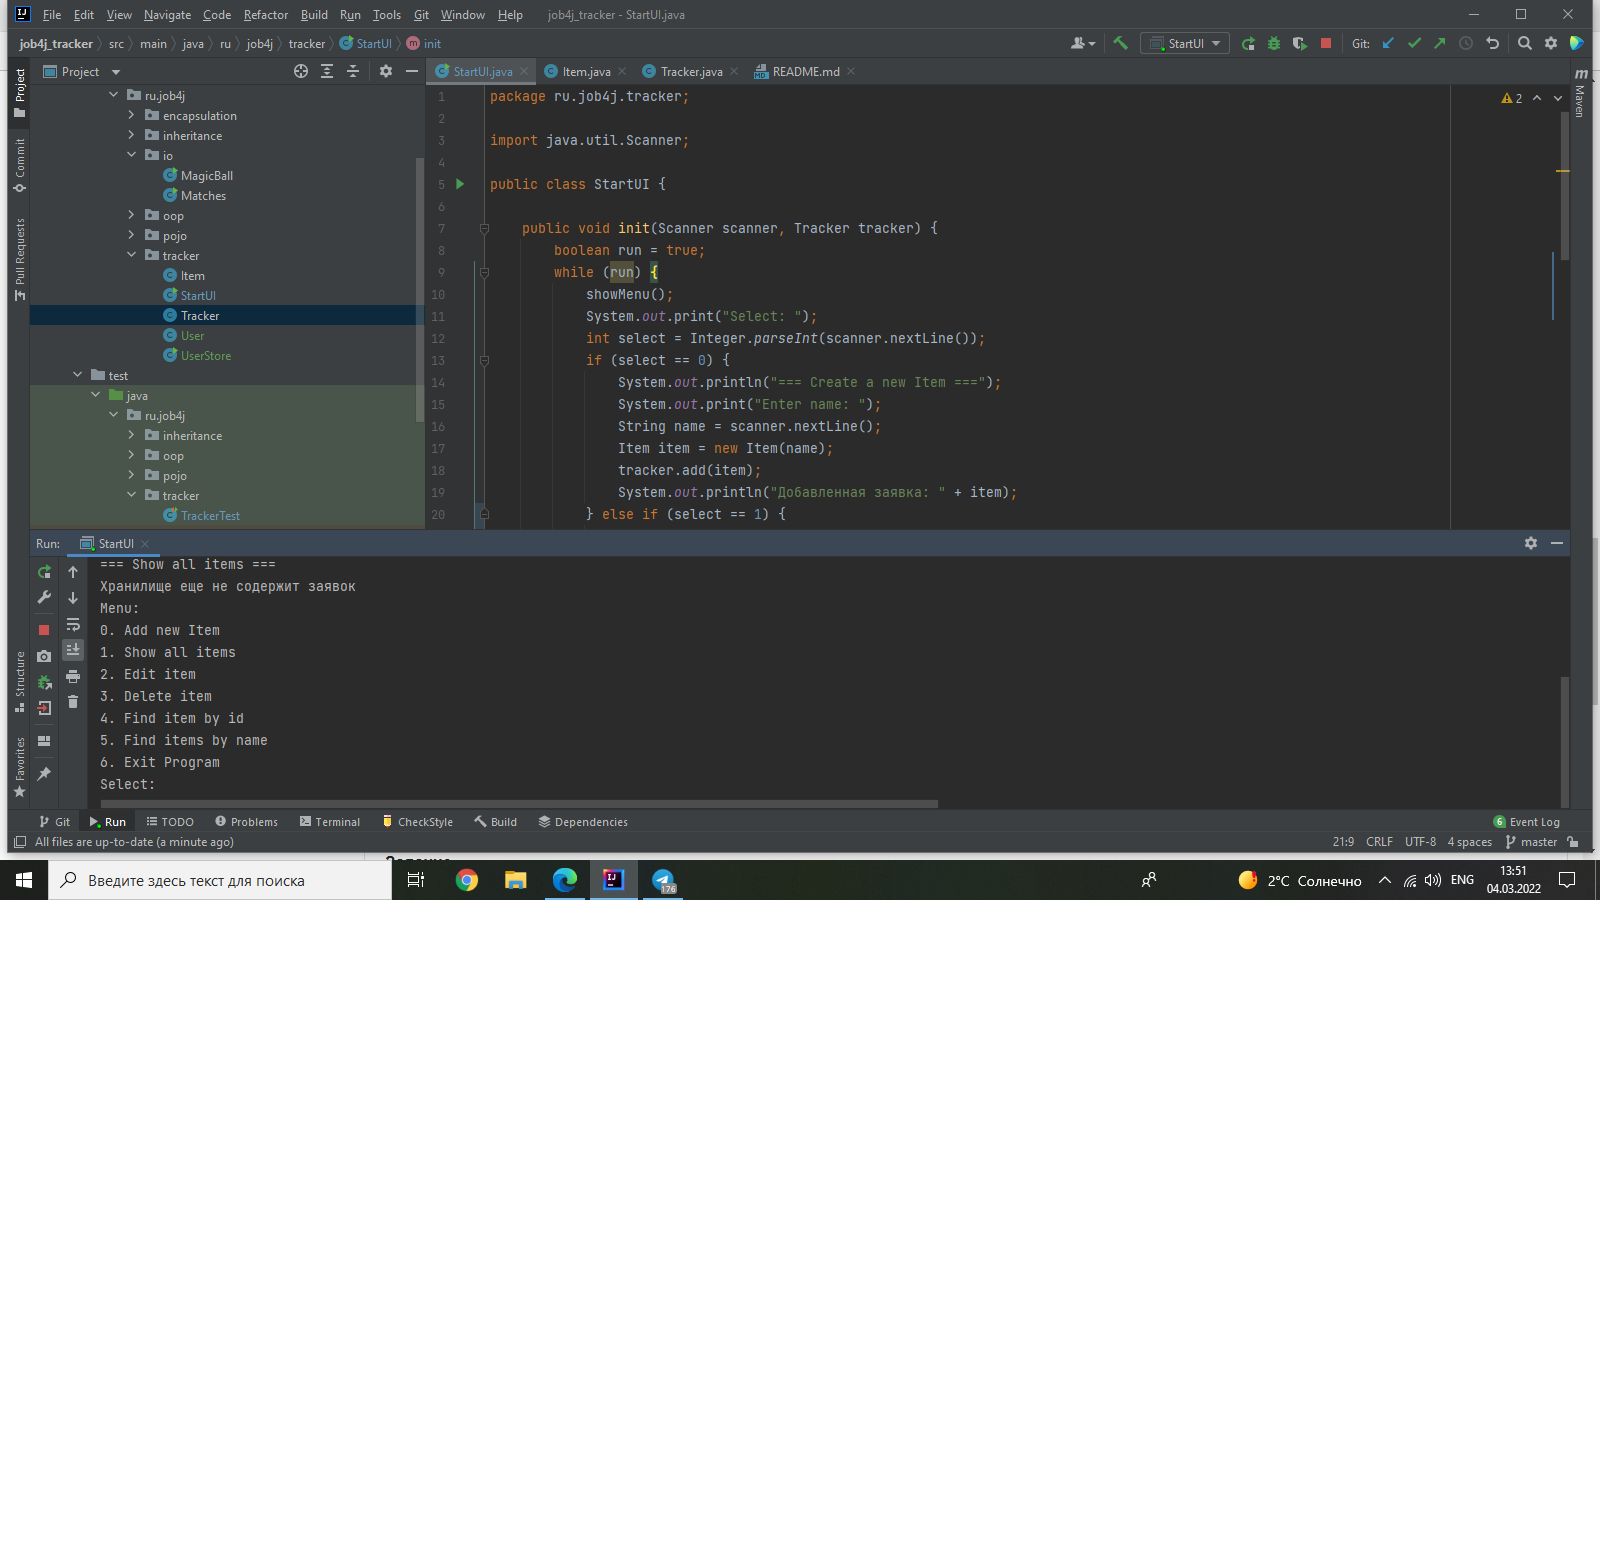 File Edit View Navigate Code Refactor Build Run Tools Git Window Help job4j_tracker - StartUI.java
job4j_tracker src main java ru job4j tracker StartUI init
StartUI Git:
Project
StartUI.java Item.java Tracker.java README.md
Project
Commit
Pull Requests
Structure
Favorites
Maven
ru.job4j
encapsulation
inheritance
io
MagicBall
Matches
oop
pojo
tracker
Item
StartUI
Tracker
User
UserStore
test
java
ru.job4j
inheritance
oop
pojo
tracker
TrackerTest
2
1 package ru.job4j.tracker;
2
3 import java.util.Scanner;
4
5 public class StartUI {
6
7 public void init(Scanner scanner, Tracker tracker) {
8 boolean run = true;
9 while (run) {
10 showMenu();
11 System.out.print("Select: ");
12 int select = Integer.parseInt(scanner.nextLine());
13 if (select == 0) {
14 System.out.println("=== Create a new Item ===");
15 System.out.print("Enter name: ");
16 String name = scanner.nextLine();
17 Item item = new Item(name);
18 tracker.add(item);
19 System.out.println("Добавленная заявка: " + item);
20 } else if (select == 1) {
Run: StartUI
=== Show all items ===
Хранилище еще не содержит заявок
Menu:
0. Add new Item
1. Show all items
2. Edit item
3. Delete item
4. Find item by id
5. Find items by name
6. Exit Program
Select:
Git Run TODO Problems Terminal CheckStyle Build Dependencies 6 Event Log
All files are up-to-date (a minute ago) 21:9 CRLF UTF-8 4 spaces master
Введите здесь текст для поиска 176 2°C Солнечно ENG 13:51
04.03.2022